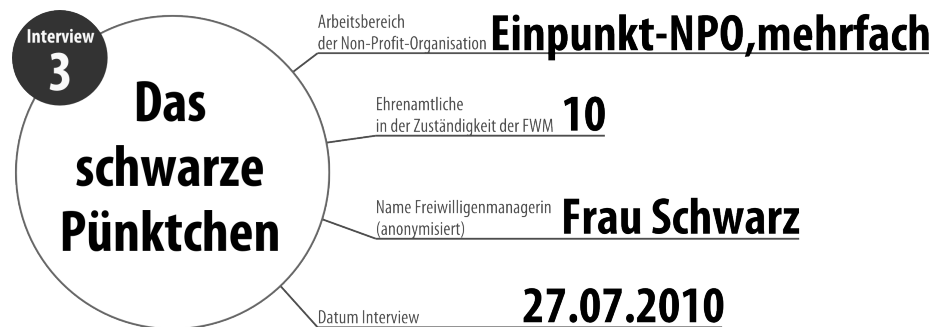 Interview
3
Das
schwarze
Pünktchen
Arbeitsbereich
der Non-Profit-Organisation Einpunkt-NPO,mehrfach
Ehrenamtliche
in der Zuständigkeit der FWM 10
Name Freiwilligenmanagerin
(anonymisiert) Frau Schwarz
Datum Interview 27.07.2010